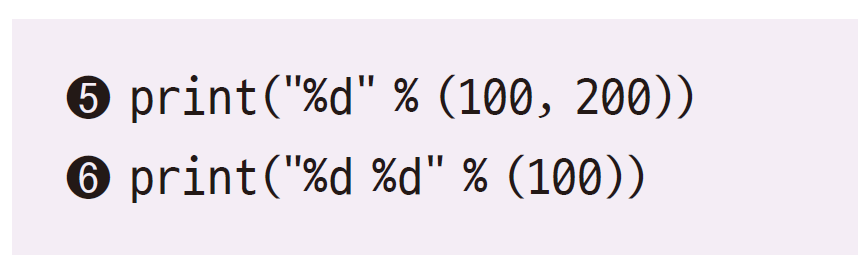 ❺ print("%d" % (100, 200))
❻ print("%d %d" % (100))